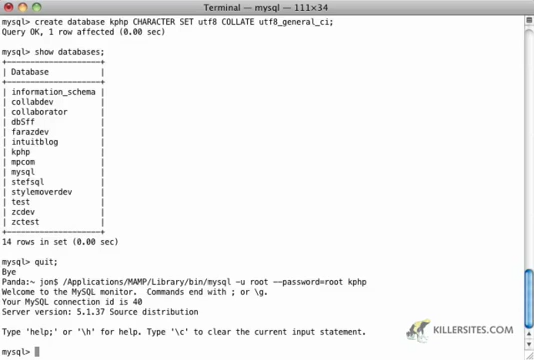 Terminal — mysql — 111×34
mysql> create database kphp CHARACTER SET utf8 COLLATE utf8_general_ci;
Query OK, 1 row affected (0.00 sec)
mysql> show databases;
+--------------------+
| Database |
+--------------------+
| information_schema |
| collabdev |
| collaborator |
| dbSff |
| farazdev |
| intuitblog |
| kphp |
| mpcom |
| mysql |
| stefsql |
| stylemoverdev |
| test |
| zcdev |
| zctest |
+--------------------+
14 rows in set (0.00 sec)
mysql> quit;
Bye
Panda:~ jon$ /Applications/MAMP/Library/bin/mysql -u root --password=root kphp
Welcome to the MySQL monitor.  Commands end with ; or \g.
Your MySQL connection id is 40
Server version: 5.1.37 Source distribution
Type 'help;' or '\h' for help. Type '\c' to clear the current input statement.
KILLERSITES.COM
mysql>